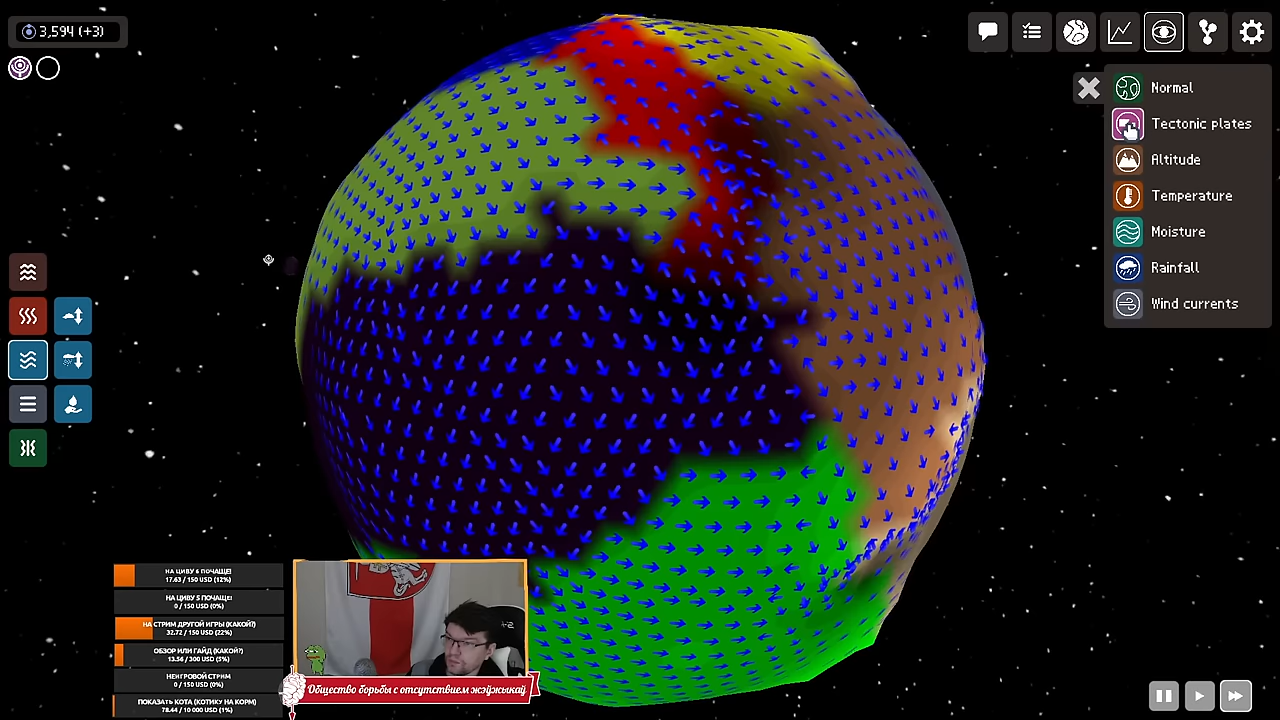 3,594 (+3)
Normal
Tectonic plates
Altitude
Temperature
Moisture
Rainfall
Wind currents
НА ЦИВУ 6 ПОЧАЩЕ!
17.63 / 150 USD (12%)
НА ЦИВУ 5 ПОЧАЩЕ!
0 / 150 USD (0%)
НА СТРИМ ДРУГОЙ ИГРЫ (КАКОЙ?)
32.72 / 150 USD (22%)
ОБЗОР ИЛИ ГАЙД (КАКОЙ?)
13.56 / 300 USD (5%)
НЕИГРОВОЙ СТРИМ
0 / 150 USD (0%)
ПОКАЗАТЬ КОТА (КОТИКУ НА КОРМ)
78.44 / 10 000 USD (1%)
Общество борьбы с отсутствием жэўжыкаў